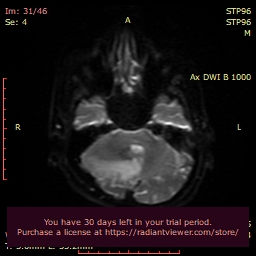 Im: 31/46
Se: 4
A
STP96
STP96
M
Ax DWI B 1000
R
L
You have 30 days left in your trial period.
Purchase a license at https://radiantviewer.com/store/